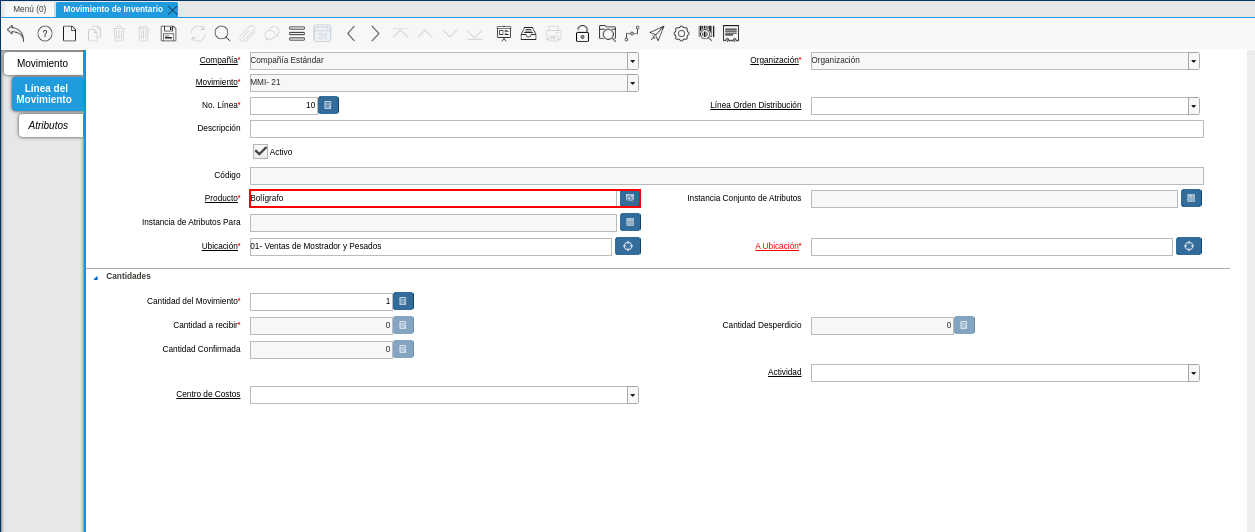 Menú (0) Movimiento de Inventario
Movimiento
Línea del
Movimiento
Atributos
Compañía* Compañía Estándar Organización* Organización
Movimiento* MMI- 21
No. Línea* 10 Línea Orden Distribución
Descripción
Activo
Código
Producto* Bolígrafo Instancia Conjunto de Atributos
Instancia de Atributos Para
Ubicación* 01- Ventas de Mostrador y Pesados A Ubicación*
Cantidades
Cantidad del Movimiento* 1
Cantidad a recibir* 0 Cantidad Desperdicio 0
Cantidad Confirmada 0
Actividad
Centro de Costos